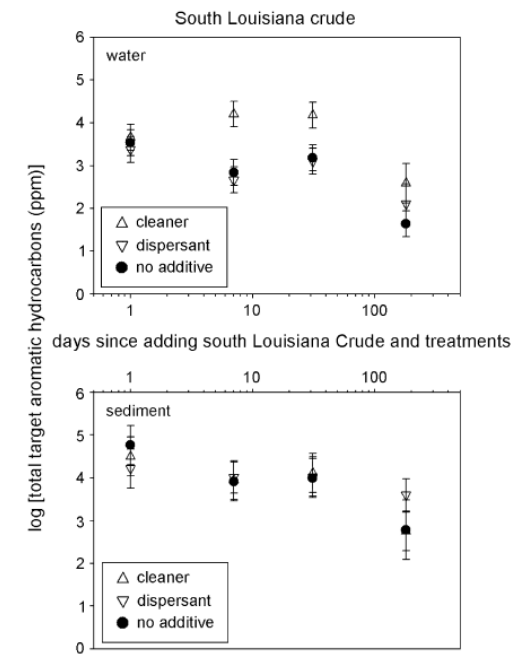 South Louisiana crude
log [total target aromatic hydrocarbons (ppm)]
6
water
5
4
3
2
1
0
△ cleaner
▽ dispersant
● no additive
1 10 100
days since adding south Louisiana Crude and treatments
1 10 100
6
sediment
5
4
3
2
1
0
△ cleaner
▽ dispersant
● no additive